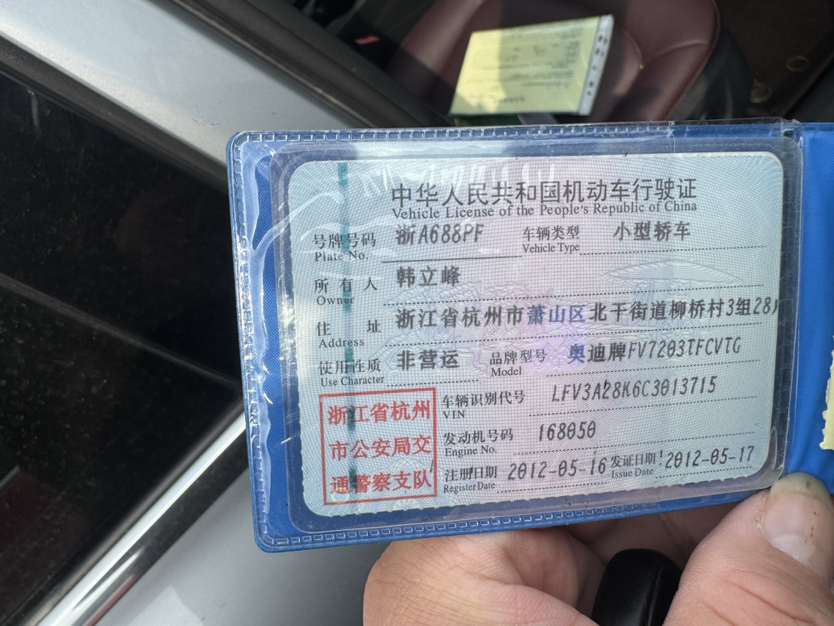 中华人民共和国机动车行驶证
Vehicle License of the People's Republic of China
号牌号码 浙A688PF 车辆类型 小型轿车
Plate No. Vehicle Type
所有人 韩立峰
Owner
住址 浙江省杭州市萧山区北干街道柳桥村3组28
Address
使用性质 非营运 品牌型号 奥迪牌FV7203TFCVTG
Use Character Model
浙江省杭州
市公安局交
通警察支队
车辆识别代号 LFV3A28K6C3013715
VIN
发动机号码 168050
Engine No.
注册日期 2012-05-16 发证日期 2012-05-17
Register Date Issue Date